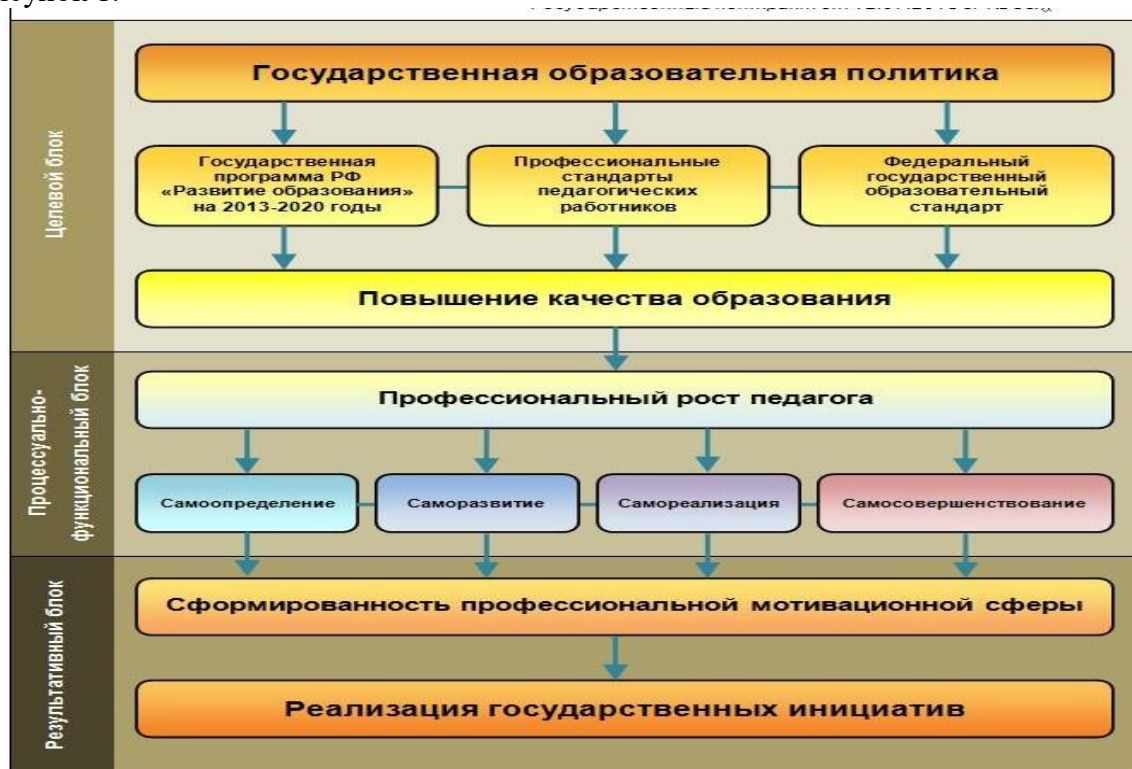 Государственная образовательная политика
Целевой блок
Государственная
программа РФ
«Развитие образования»
на 2013-2020 годы
Профессиональные
стандарты
педагогических
работников
Федеральный
государственный
образовательный
стандарт
Повышение качества образования
Процессуально-
функциональный блок
Профессиональный рост педагога
Самоопределение
Саморазвитие
Самореализация
Самосовершенствование
Результативный блок
Сформированность профессиональной мотивационной сферы
Реализация государственных инициатив